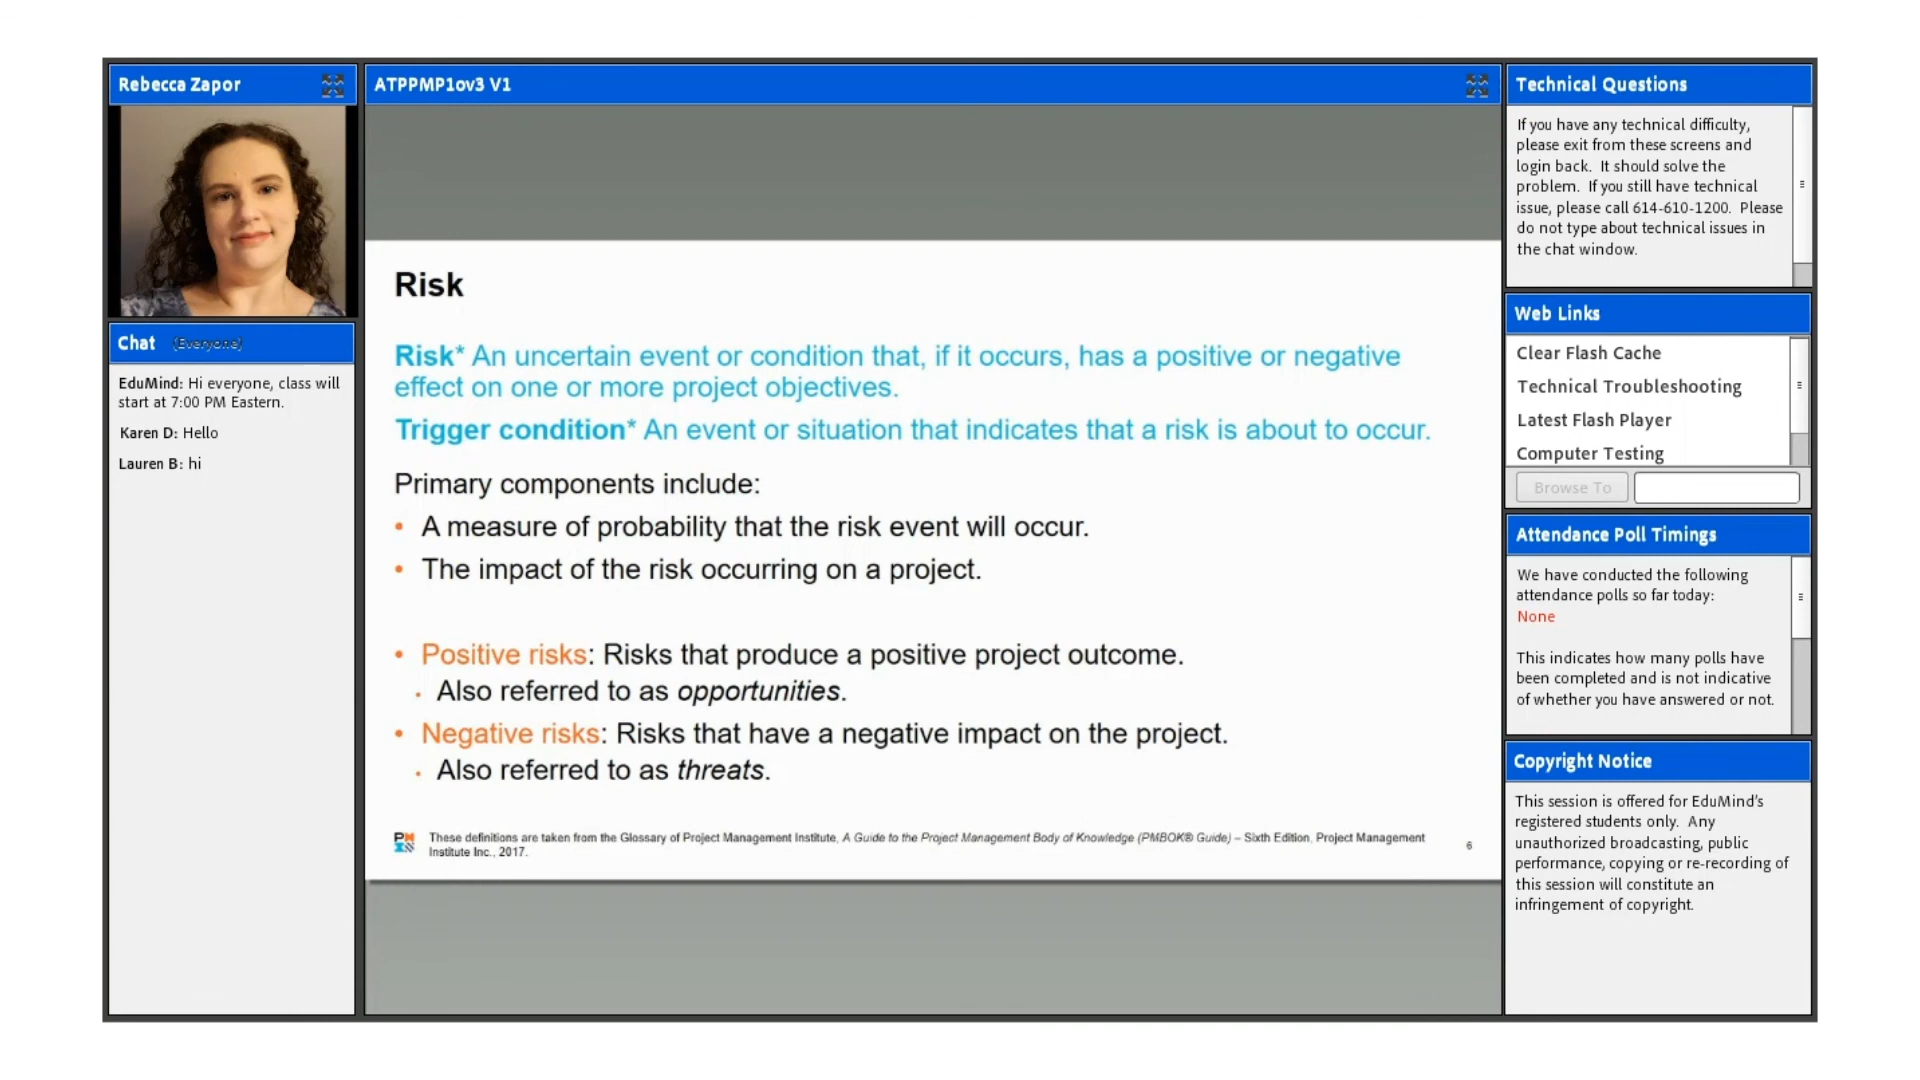 Rebecca Zapor
Chat (Everyone)
EduMind: Hi everyone, class will
start at 7:00 PM Eastern.
Karen D: Hello
Lauren B: hi
ATPPMP1ov3 V1
Risk
Risk* An uncertain event or condition that, if it occurs, has a positive or negative
effect on one or more project objectives.
Trigger condition* An event or situation that indicates that a risk is about to occur.
Primary components include:
• A measure of probability that the risk event will occur.
• The impact of the risk occurring on a project.
• Positive risks: Risks that produce a positive project outcome.
• Also referred to as opportunities.
• Negative risks: Risks that have a negative impact on the project.
• Also referred to as threats.
These definitions are taken from the Glossary of Project Management Institute, A Guide to the Project Management Body of Knowledge (PMBOK® Guide) – Sixth Edition, Project Management
Institute Inc., 2017.
6
Technical Questions
If you have any technical difficulty,
please exit from these screens and
login back. It should solve the
problem. If you still have technical
issue, please call 614-610-1200. Please
do not type about technical issues in
the chat window.
Web Links
Clear Flash Cache
Technical Troubleshooting
Latest Flash Player
Computer Testing
Browse To
Attendance Poll Timings
We have conducted the following
attendance polls so far today:
None
This indicates how many polls have
been completed and is not indicative
of whether you have answered or not.
Copyright Notice
This session is offered for EduMind's
registered students only. Any
unauthorized broadcasting, public
performance, copying or re-recording of
this session will constitute an
infringement of copyright.